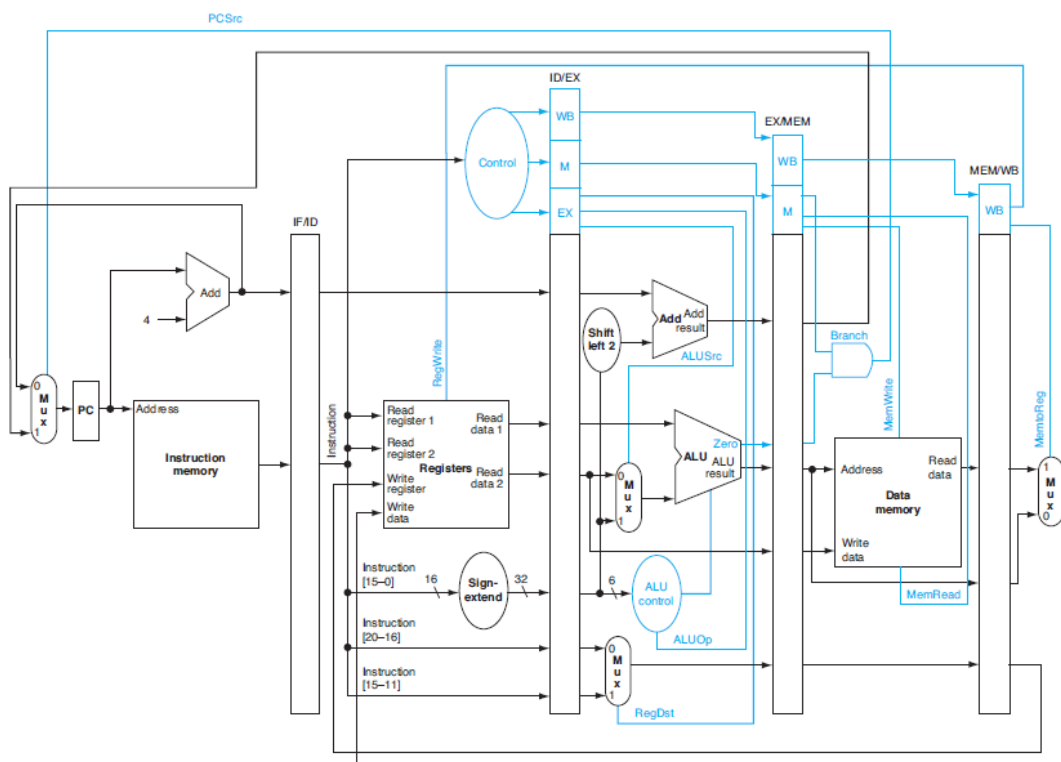 PCSrc
ID/EX
WB
EX/MEM
Control
M
WB
MEM/WB
EX
M
WB
IF/ID
Add
4
Add
Add
result
Shift
left 2
Branch
ALUSrc
RegWrite
MemWrite
MemtoReg
0
M
u
x
1
PC
Address
Instruction
memory
Instruction
Read
register 1
Read
register 2
Write
register
Write
data
Registers
Read
data 1
Read
data 2
0
M
u
x
1
Zero
ALU
ALU
result
Address
Read
data
Data
memory
Write
data
1
M
u
x
0
Instruction
[15–0]
16
Sign-
extend
32
6
ALU
control
MemRead
Instruction
[20–16]
ALUOp
0
M
u
x
1
Instruction
[15–11]
RegDst